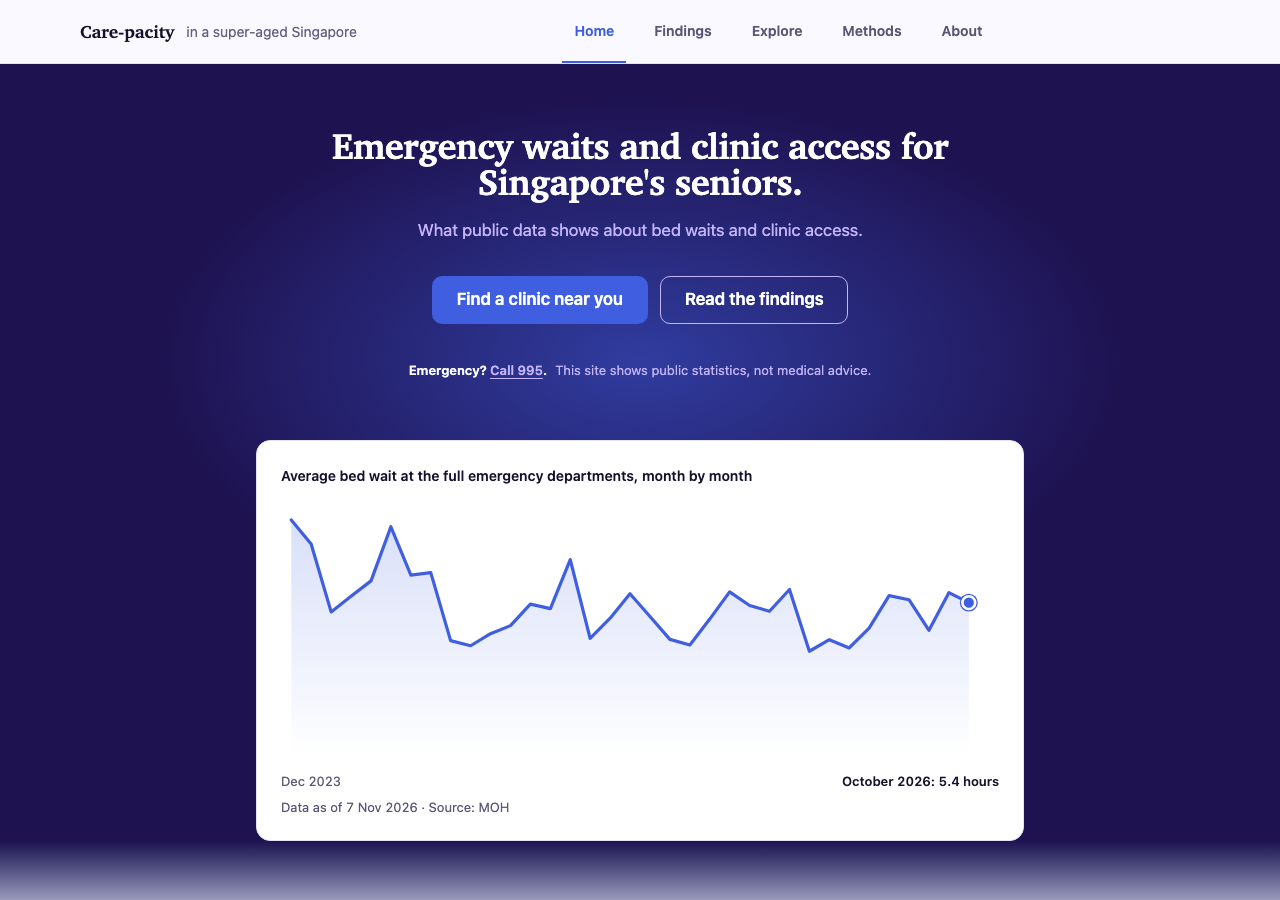 Care-pacity in a super-aged Singapore
Home Findings Explore Methods About
Emergency waits and clinic access for
Singapore's seniors.
What public data shows about bed waits and clinic access.
Find a clinic near you Read the findings
Emergency? Call 995. This site shows public statistics, not medical advice.
Average bed wait at the full emergency departments, month by month
Dec 2023 October 2026: 5.4 hours
Data as of 7 Nov 2026 · Source: MOH